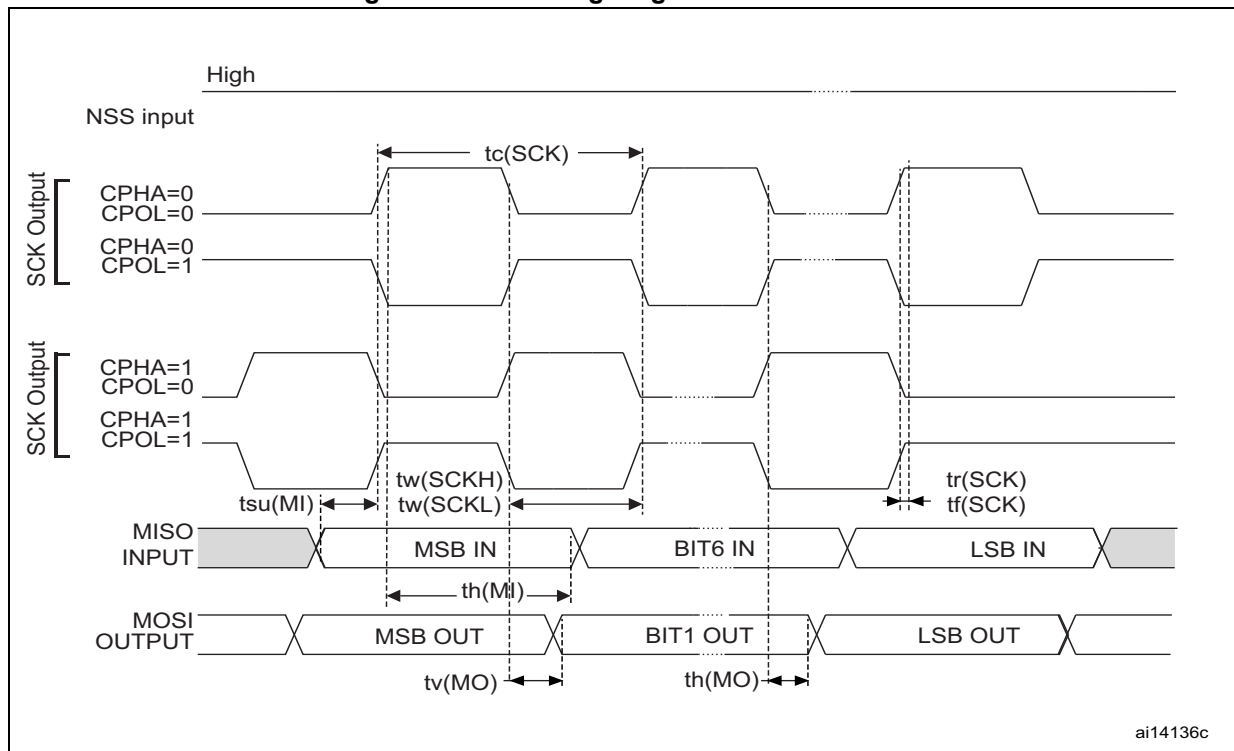 High
NSS input
tc(SCK)
SCK Output
CPHA=0
CPOL=0
CPHA=0
CPOL=1
SCK Output
CPHA=1
CPOL=0
CPHA=1
CPOL=1
tw(SCKH)
tw(SCKL)
tr(SCK)
tf(SCK)
tsu(MI)
MISO
INPUT
MSB IN
BIT6 IN
LSB IN
th(MI)
MOSI
OUTPUT
MSB OUT
BIT1 OUT
LSB OUT
tv(MO)
th(MO)
ai14136c